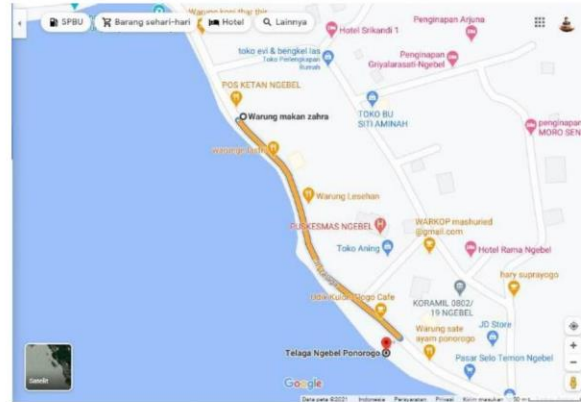 SPBU
Barang sehari-hari
Hotel
Lainnya
Penginapan Arjuna
Hotel Srikandi 1
toko evi & bengkel las
Toko Perlengkapan
Rumah
Penginapan
Griyalarasati-Ngebel
POS KETAN NGEBEL
Warung makan zahra
TOKO BU
SITI AMINAH
penginapan
MORO SEN
Warung Lesehan
PUSKESMAS NGEBEL
WARKOP mashuried
@gmail.com
Toko Aning
Hotel Rama Ngebel
hary suprayogo
KORAMIL 0802/
19 NGEBEL
Cafe
Warung sate
ayam ponorogo
JD Store
Telaga Ngebel Ponorogo
Pasar Selo Temon Ngebel
Satelit
Google
Data peta ©2021
Indonesia
Persyaratan
Privasi
Kirim masukan